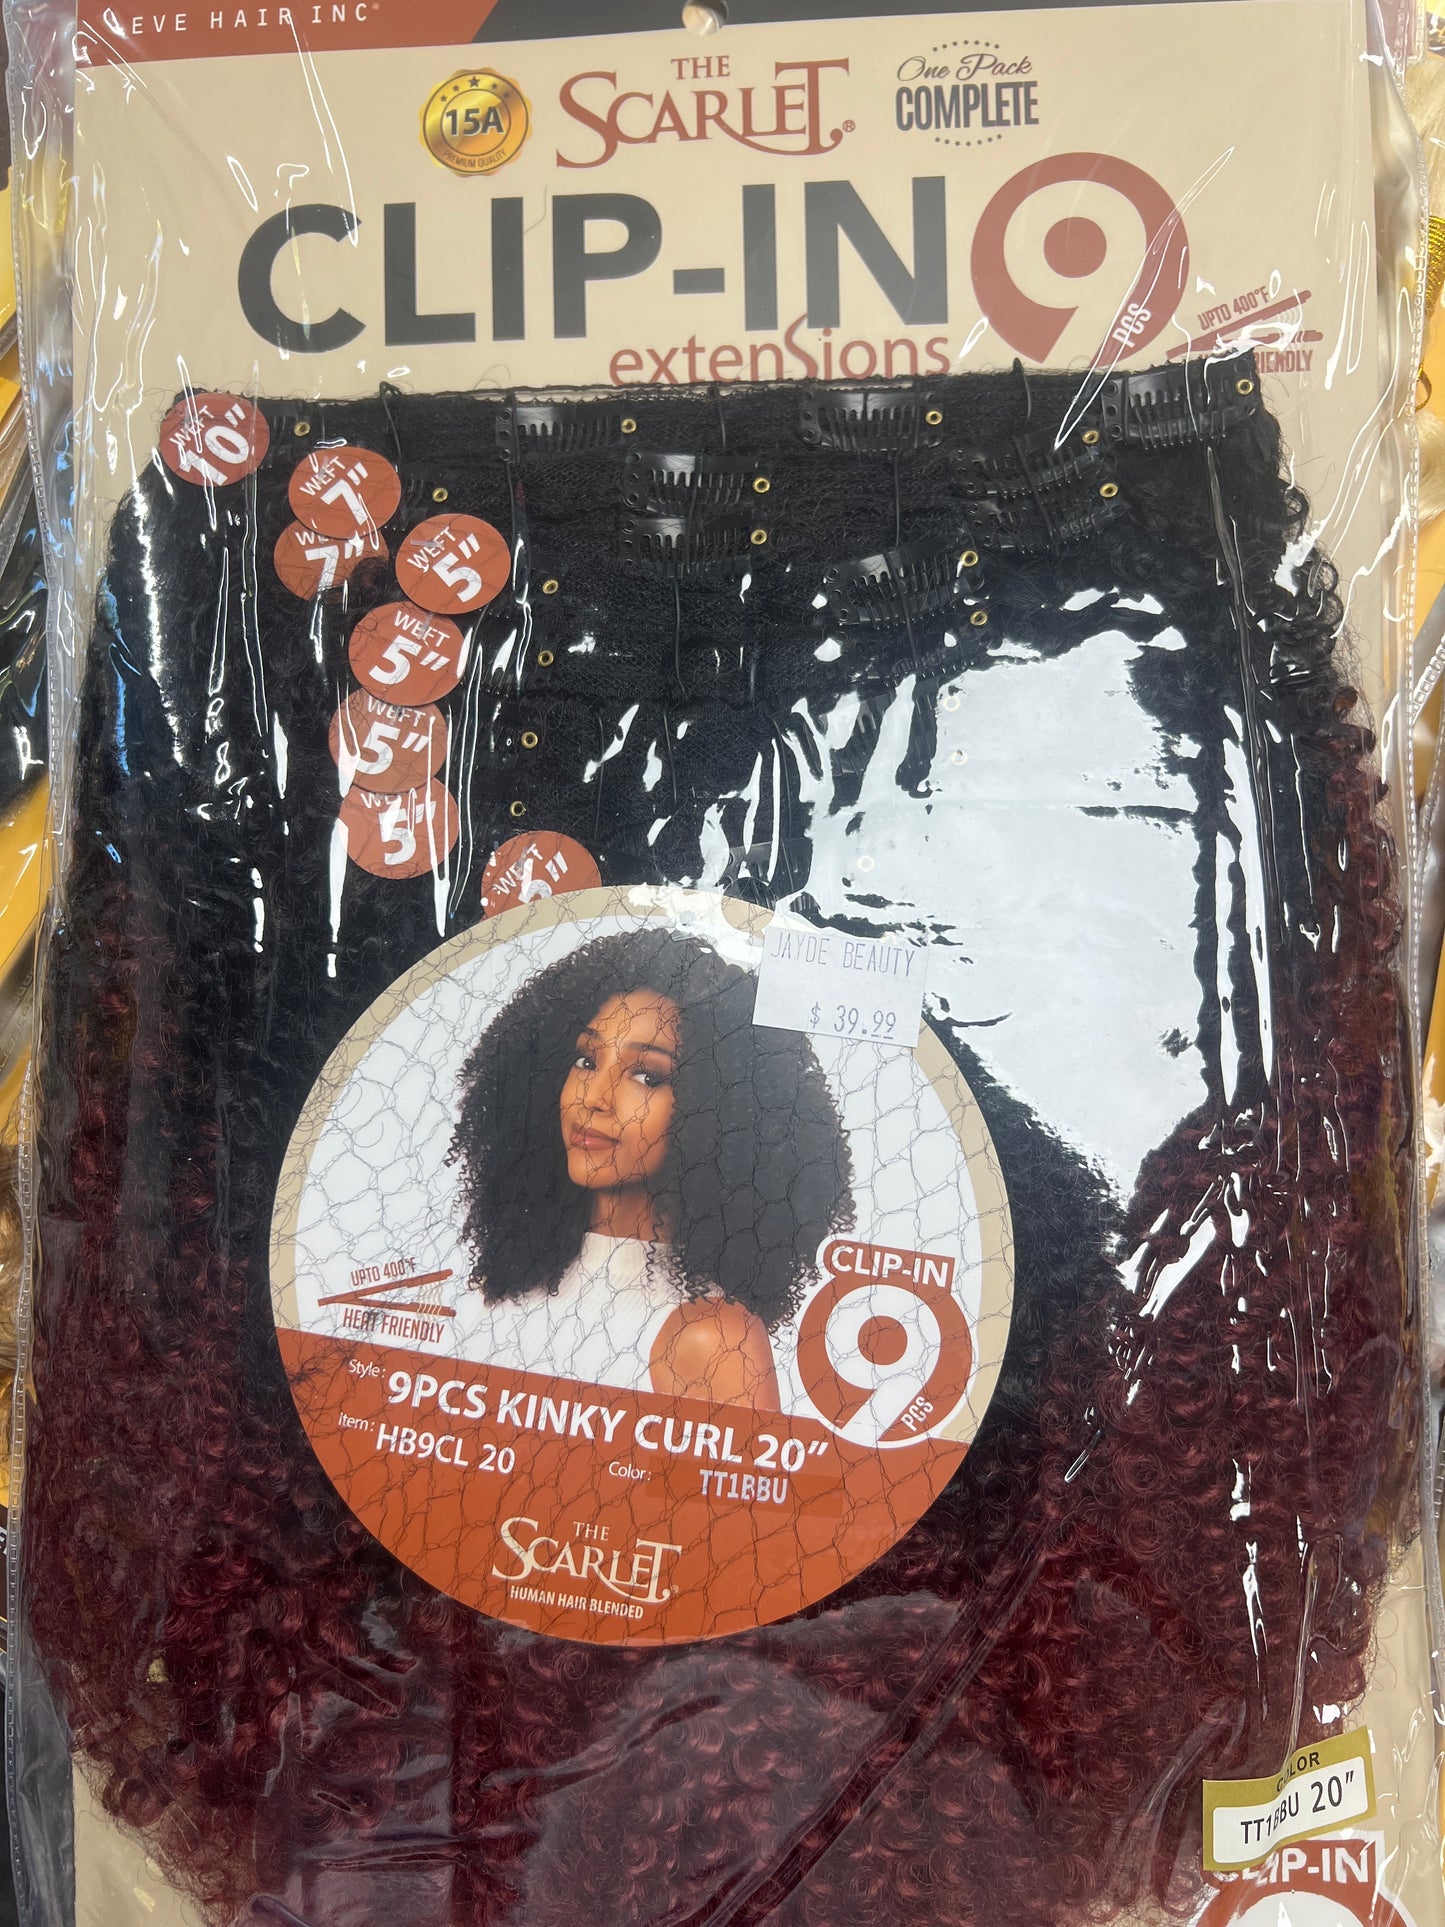 EVE HAIR INC
15A
PREMIUM QUALITY
THE
SCARLET®
One Pack
COMPLETE
CLIP-IN 9
PCS
extensions
UPTO 400°F
WEFT
10"
WEFT
7"
7"
WEFT
5"
WEFT
5"
WEFT
5"
5"
WEFT
JAYDE BEAUTY
$ 39.99
UPTO 400°F
HEAT FRIENDLY
CLIP-IN
9
PCS
Style: 9PCS KINKY CURL 20"
Item: HB9CL 20
Color: TT1BBU
THE
SCARLET®
HUMAN HAIR BLENDED
COLOR
TT1BBU 20"
CLIP-IN